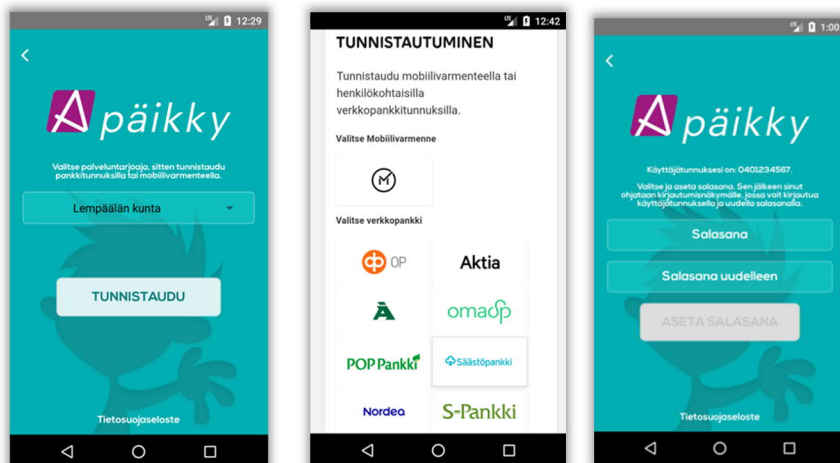 LTE 12:29
päikky
Valitse palveluntarjoaja, sitten tunnistaudu
pankkitunnuksilla tai mobiilivarmenteella.
Lempäälän kunta
TUNNISTAUDU
Tietosuojaseloste
LTE 12:42
TUNNISTAUTUMINEN
Tunnistaudu mobiilivarmenteella tai
henkilökohtaisilla
verkkopankkitunnuksilla.
Valitse Mobiilivarmenne
M
Valitse verkkopankki
OP
Aktia
Å
omasp
POP Pankki
Säästöpankki
Nordea
S-Pankki
LTE 1:00
päikky
Käyttäjätunnuksesi on: 0401234567.
Valitse ja aseta salasana. Sen jälkeen sinut
ohjataan kirjautumisnäkymälle, jossa voit kirjautua
käyttäjätunnuksella ja uudella salasanalla.
Salasana
Salasana uudelleen
ASETA SALASANA
Tietosuojaseloste